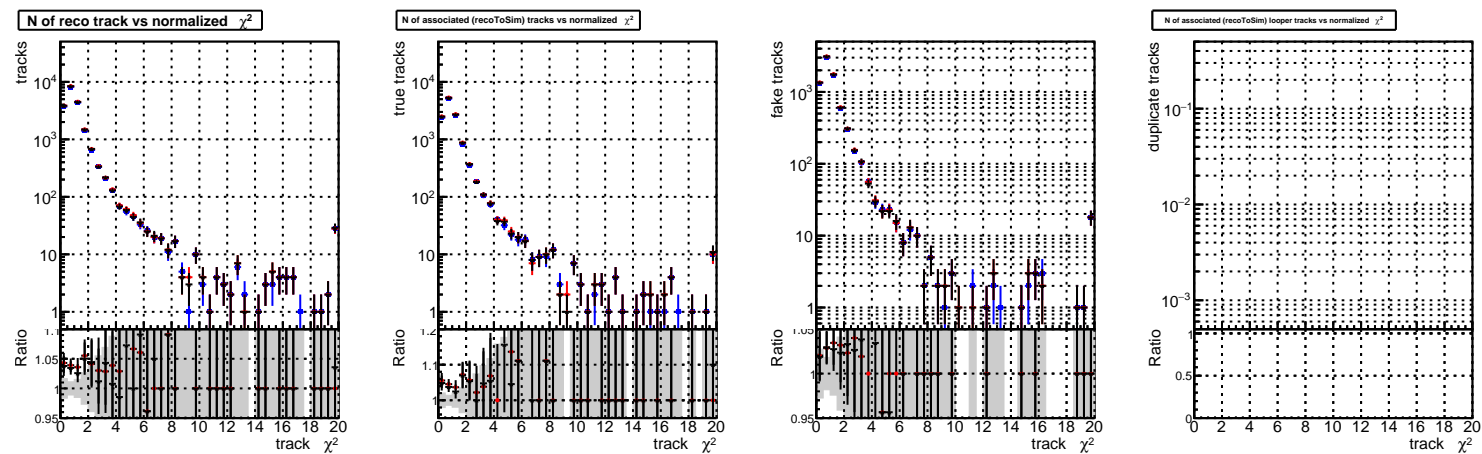 N of reco track vs normalized χ²
tracks
10⁴
10³
10²
10
1
Ratio
1.1
1.05
1
0.95
0 2 4 6 8 10 12 14 16 18 20
track χ²
N of associated (recoToSim) tracks vs normalized χ²
true tracks
10⁴
10³
10²
10
1
Ratio
1.2
1.1
1
0 2 4 6 8 10 12 14 16 18 20
track χ²
fake tracks
10³
10²
10
1
Ratio
1.05
1
0.95
0 2 4 6 8 10 12 14 16 18 20
track χ²
N of associated (recoToSim) looper tracks vs normalized χ²
duplicate tracks
10⁻¹
10⁻²
10⁻³
Ratio
1
0.5
0
0 2 4 6 8 10 12 14 16 18 20
track χ²